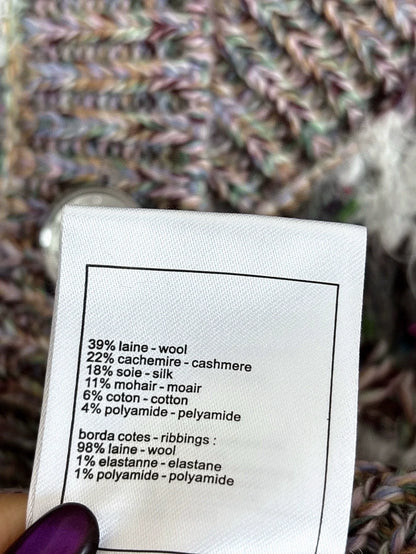 39% laine - wool
22% cachemire - cashmere
18% soie - silk
11% mohair - moair
6% coton - cotton
4% polyamide - pelyamide
borda cotes - ribbings :
98% laine - wool
1% elastanne - elastane
1% polyamide - polyamide